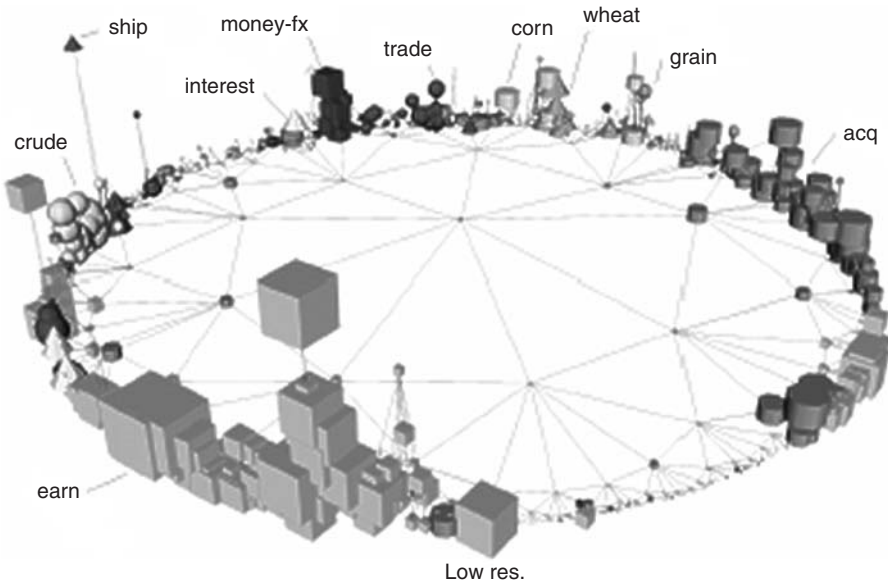 ship
money-fx
trade
corn
wheat
grain
interest
crude
acq
earn
Low res.